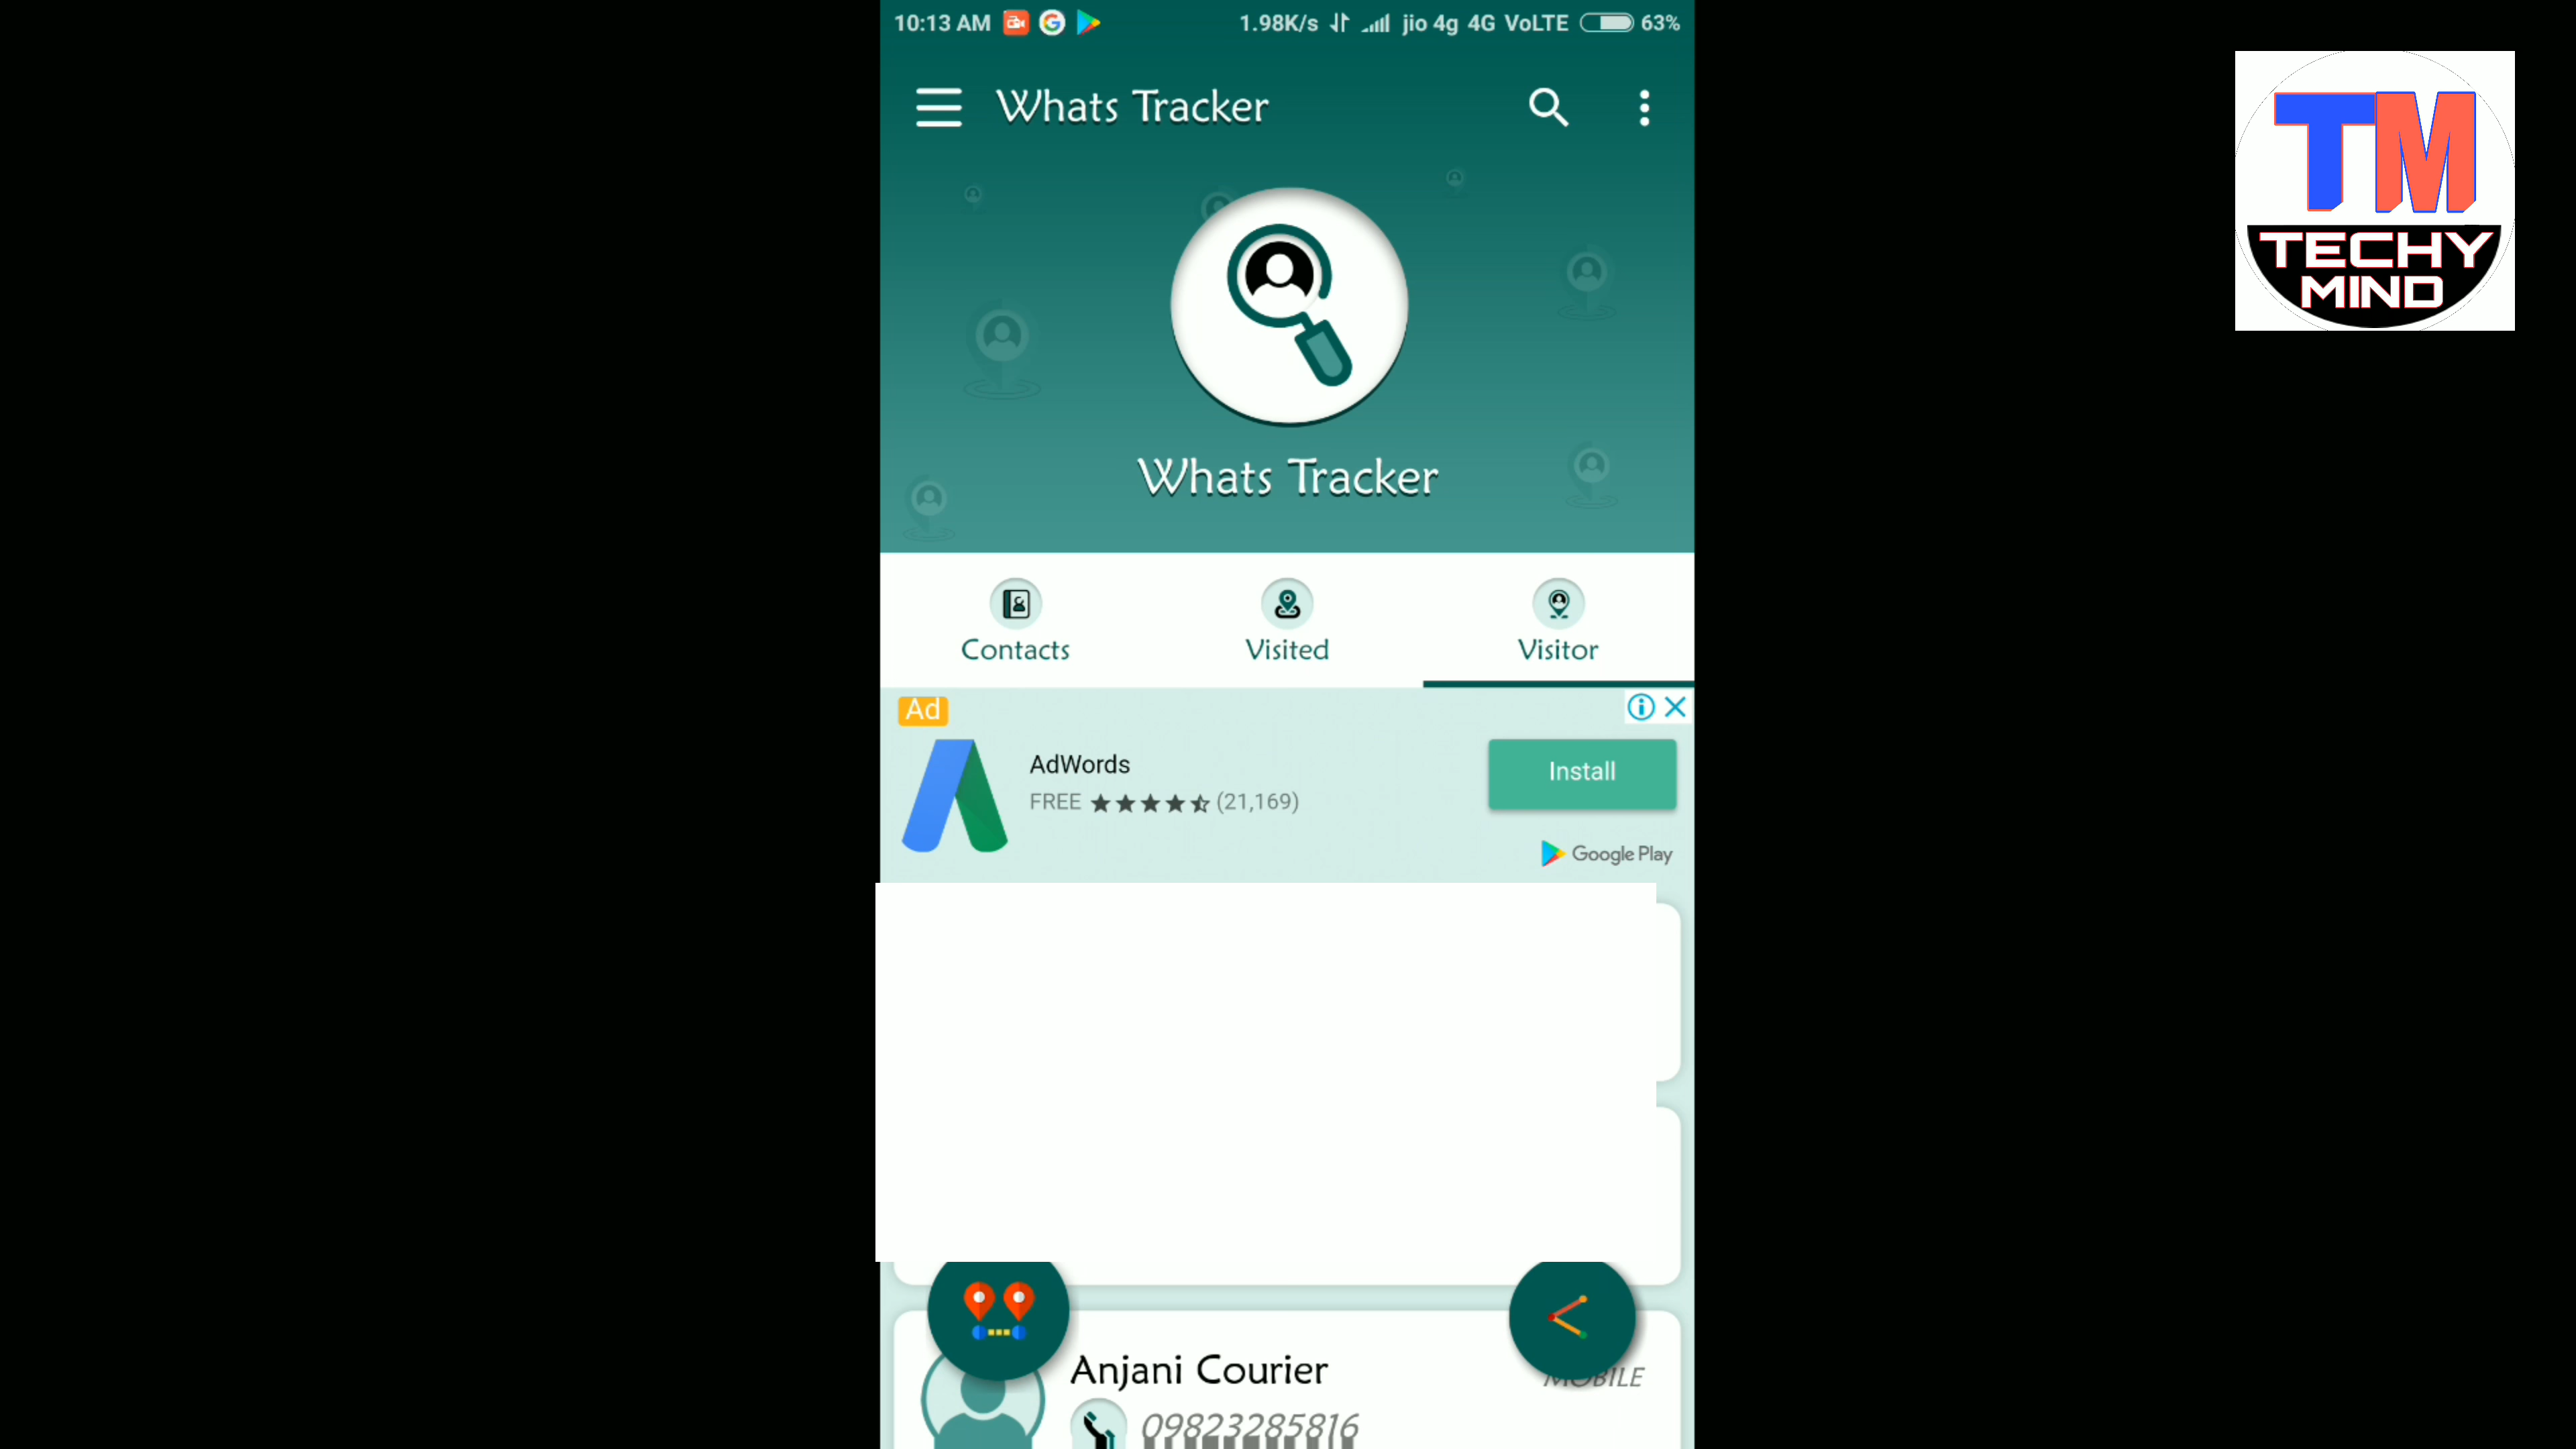 10:13 AM 1.98K/s jio 4g 4G VoLTE 63%
Whats Tracker
TM
TECHY
MIND
Whats Tracker
Contacts Visited Visitor
Ad
AdWords
FREE (21,169)
Install
Google Play
Anjani Courier
MOBILE
09823285816